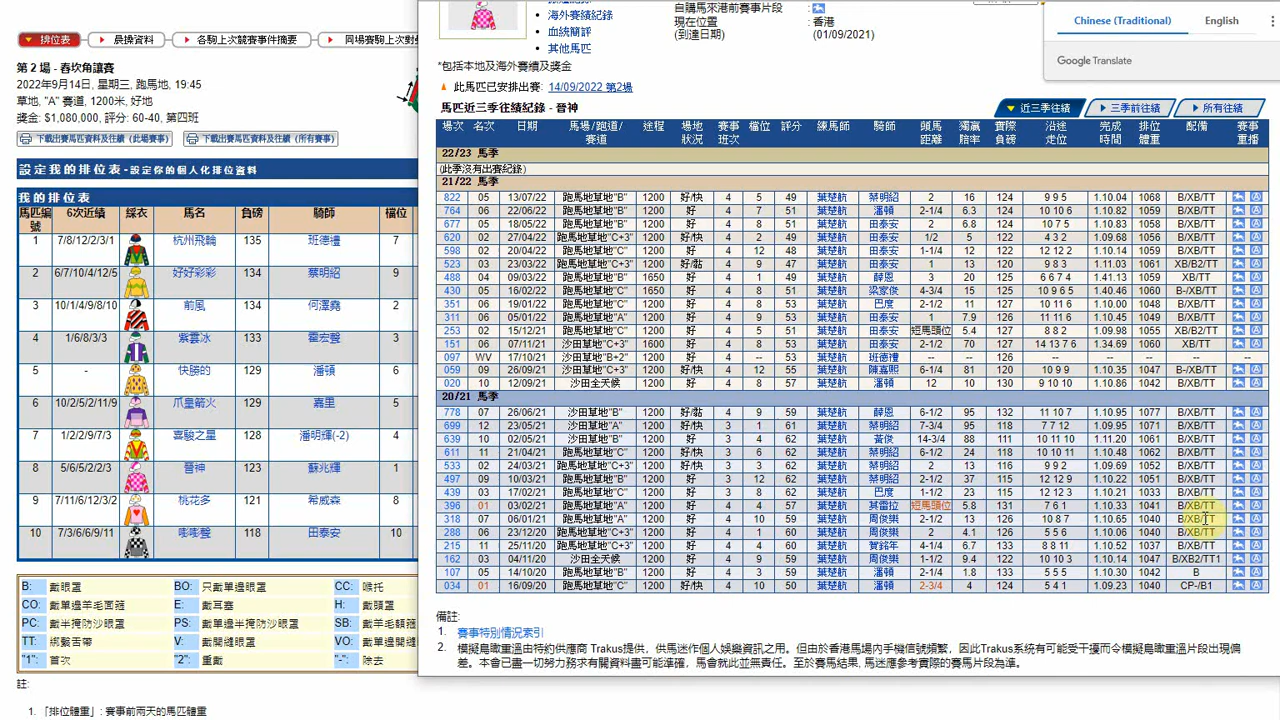 排位表
晨操資料
各駒上次競賽事件摘要
同場賽駒上次對
第 2 場 - 舂坎角讓賽
2022年9月14日, 星期三, 跑馬地, 19:45
草地, "A" 賽道, 1200米, 好地
獎金: $1,080,000, 評分: 60-40, 第四班
下載出賽馬匹資料及往績 (此場賽事)
下載出賽馬匹資料及往績 (所有賽事)
設定我的排位表-設定你的個人化排位資料
我的排位表
馬匹編號 6次近績 綵衣 馬名 負磅 騎師 檔位
1 7/8/12/2/3/1 杭州飛輪 135 班德禮 7
2 6/7/10/4/12/5 好好彩彩 134 蔡明紹 9
3 10/1/4/9/8/10 前風 134 何澤堯 2
4 1/6/8/3/3 紫雲冰 133 霍宏聲 3
5 - 快勝的 129 潘頓 6
6 10/2/5/2/11/9 爪皇箭火 129 嘉里 5
7 1/2/2/9/7/3 喜駿之星 128 潘明輝(-2) 4
8 5/6/5/2/2/3 晉神 123 蘇兆輝 1
9 7/11/6/12/3/2 桃花多 121 希威森 8
10 7/3/6/6/9/11 嘭嘭聲 118 田泰安
B: 戴眼罩 BO: 只戴單邊眼罩 CC: 喉托
CO: 戴單邊羊毛面箍 E: 戴耳塞 H: 戴頭罩
PC: 戴半掩防沙眼罩 PS: 戴單邊半掩防沙眼罩 SB: 戴羊毛額箍
TT: 綁繫舌帶 V: 戴開縫眼罩 VO: 戴單邊開縫
"1": 首次 "2": 重戴 "-": 除去
註:
1. 「排位體重」: 賽事前兩天的馬匹體重
海外賽績紀錄
血統簡評
其他馬匹
自購馬來港前賽事片段 :
現在位置 : 香港
(到達日期) (01/09/2021)
Chinese (Traditional) English
Google Translate
*包括本地及海外賽績及獎金
此馬匹已安排出賽: 14/09/2022 第2場
馬匹近三季往績紀錄 - 晉神
近三季往績
三季前往績
所有往績
場次 名次 日期 馬場/跑道/賽道 途程 場地狀況 賽事班次 檔位 評分 練馬師 騎師 頭馬距離 獨贏賠率 實際負磅 沿途走位 完成時間 排位體重 配備 賽事重播
22/23 馬季
(此季沒有出賽紀錄)
21/22 馬季
822 05 13/07/22 跑馬地草地"B" 1200 好/快 4 5 49 葉楚航 蔡明紹 2 16 124 9 9 5 1.10.04 1068 B/XB/TT
764 06 22/06/22 跑馬地草地"B" 1200 好 4 7 51 葉楚航 潘頓 2-1/4 6.3 124 10 10 6 1.10.82 1059 B/XB/TT
677 05 18/05/22 跑馬地草地"B" 1200 好 4 8 51 葉楚航 田泰安 2 6.8 124 10 10 5 1.10.83 1058 B/XB/TT
620 02 27/04/22 跑馬地草地"C+3" 1200 好 4 2 49 葉楚航 田泰安 1/2 5 122 4 3 2 1.09.68 1056 B/XB/TT
598 02 20/04/22 跑馬地草地"C" 1200 好 4 12 48 葉楚航 田泰安 1-1/4 12 122 12 12 2 1.10.14 1059 B/XB/TT
523 03 23/03/22 跑馬地草地"C+3" 1200 好/黏 4 9 47 葉楚航 田泰安 1 13 120 9 8 3 1.11.03 1061 XB/B2/TT
488 04 09/03/22 跑馬地草地"B" 1650 好 4 1 49 葉楚航 薛恩 3 20 125 6 6 7 4 1.41.13 1059 XB/TT
430 05 16/02/22 跑馬地草地"C" 1650 好 4 8 51 葉楚航 梁家俊 4-3/4 15 125 10 9 6 5 1.40.46 1060 B-/XB/TT
351 06 19/01/22 跑馬地草地"C" 1200 好 4 8 53 葉楚航 巴度 2-1/2 11 127 10 11 6 1.10.00 1048 B/XB/TT
311 06 05/01/22 跑馬地草地"A" 1200 好 4 9 53 葉楚航 田泰安 1 7.9 126 11 11 6 1.10.45 1049 B/XB/TT
253 02 15/12/21 跑馬地草地"C" 1200 好 4 5 51 葉楚航 田泰安 短馬頭位 5.4 127 8 8 2 1.09.98 1055 XB/B2/TT
151 06 07/11/21 沙田草地"C+3" 1600 好 4 8 53 葉楚航 田泰安 2-1/2 70 127 14 13 7 6 1.34.69 1060 XB/TT
097 WV 17/10/21 沙田草地"B+2" 1200 好 4 -- 53 葉楚航 班德禮 -- -- 126 -- -- -- --
059 09 26/09/21 沙田草地"C+3" 1200 好 4 12 55 葉楚航 陳嘉熙 6-1/4 81 120 10 9 9 1.10.35 1047 B-/XB/TT
020 10 12/09/21 沙田全天候 1200 好 4 8 57 葉楚航 潘頓 12 10 130 9 10 10 1.10.86 1042 B/XB/TT
20/21 馬季
778 07 26/06/21 沙田草地"B" 1200 好/黏 4 9 59 葉楚航 薛恩 6-1/2 95 132 11 10 7 1.10.95 1077 B/XB/TT
699 12 23/05/21 沙田草地"A" 1200 好/快 3 1 61 葉楚航 蔡明紹 7-3/4 95 118 7 7 12 1.10.95 1071 B/XB/TT
639 10 02/05/21 沙田草地"B" 1200 好 3 4 62 葉楚航 黃俊 14-3/4 88 111 10 11 10 1.11.20 1061 B/XB/TT
611 11 21/04/21 跑馬地草地"C" 1200 好/快 3 6 62 葉楚航 蔡明紹 6-1/2 24 118 10 10 11 1.10.48 1062 B/XB/TT
533 02 24/03/21 跑馬地草地"C+3" 1200 好/快 3 3 62 葉楚航 蔡明紹 2 13 116 9 9 2 1.09.69 1052 B/XB/TT
497 09 10/03/21 跑馬地草地"B" 1200 好 3 12 62 葉楚航 蔡明紹 2-1/2 37 115 12 12 9 1.10.22 1051 B/XB/TT
439 03 17/02/21 跑馬地草地"C" 1200 好/快 3 8 62 葉楚航 巴度 1-1/2 23 115 12 12 3 1.10.21 1033 B/XB/TT
396 01 03/02/21 跑馬地草地"A" 1200 好 4 4 57 葉楚航 莫雷拉 短馬頭位 5.8 131 7 6 1 1.10.33 1041 B/XB/TT
318 07 06/01/21 跑馬地草地"A" 1200 好 4 10 59 葉楚航 周俊樂 2-1/2 13 126 10 8 7 1.10.65 1040 B/XB/TT
288 06 23/12/20 跑馬地草地"C+3" 1200 好 4 1 60 葉楚航 周俊樂 2 4.1 126 5 5 6 1.10.06 1040 B/XB/TT
215 11 25/11/20 跑馬地草地"C+3" 1200 好 4 4 60 葉楚航 賀銘年 4-1/4 6.7 133 8 8 11 1.10.52 1037 B/XB/TT
162 03 04/11/20 沙田全天候 1200 好 4 8 59 葉楚航 周俊樂 1-1/2 9.4 122 10 10 3 1.10.14 1047 B/XB2/TT1
107 05 14/10/20 跑馬地草地"B" 1200 好 4 3 59 葉楚航 潘頓 2-1/4 1.8 133 5 5 5 1.10.30 1042 B
034 01 16/09/20 跑馬地草地"C" 1200 好/快 4 10 50 葉楚航 潘頓 2-3/4 4 124 5 4 1 1.09.23 1040 CP-/B1
備註:
1. 賽事特別情況索引
2. 模擬鳥瞰重溫由特約供應商 Trakus提供，供馬迷作個人娛樂資訊之用。但由於香港馬場內手機信號頻繁，因此Trakus系統有可能受干擾而令模擬鳥瞰重溫片段出現偏
差。本會已盡一切努力務求有關資料盡可能準確，馬會就此並無責任。至於賽馬結果, 馬迷應參考實際的賽馬片段為準。